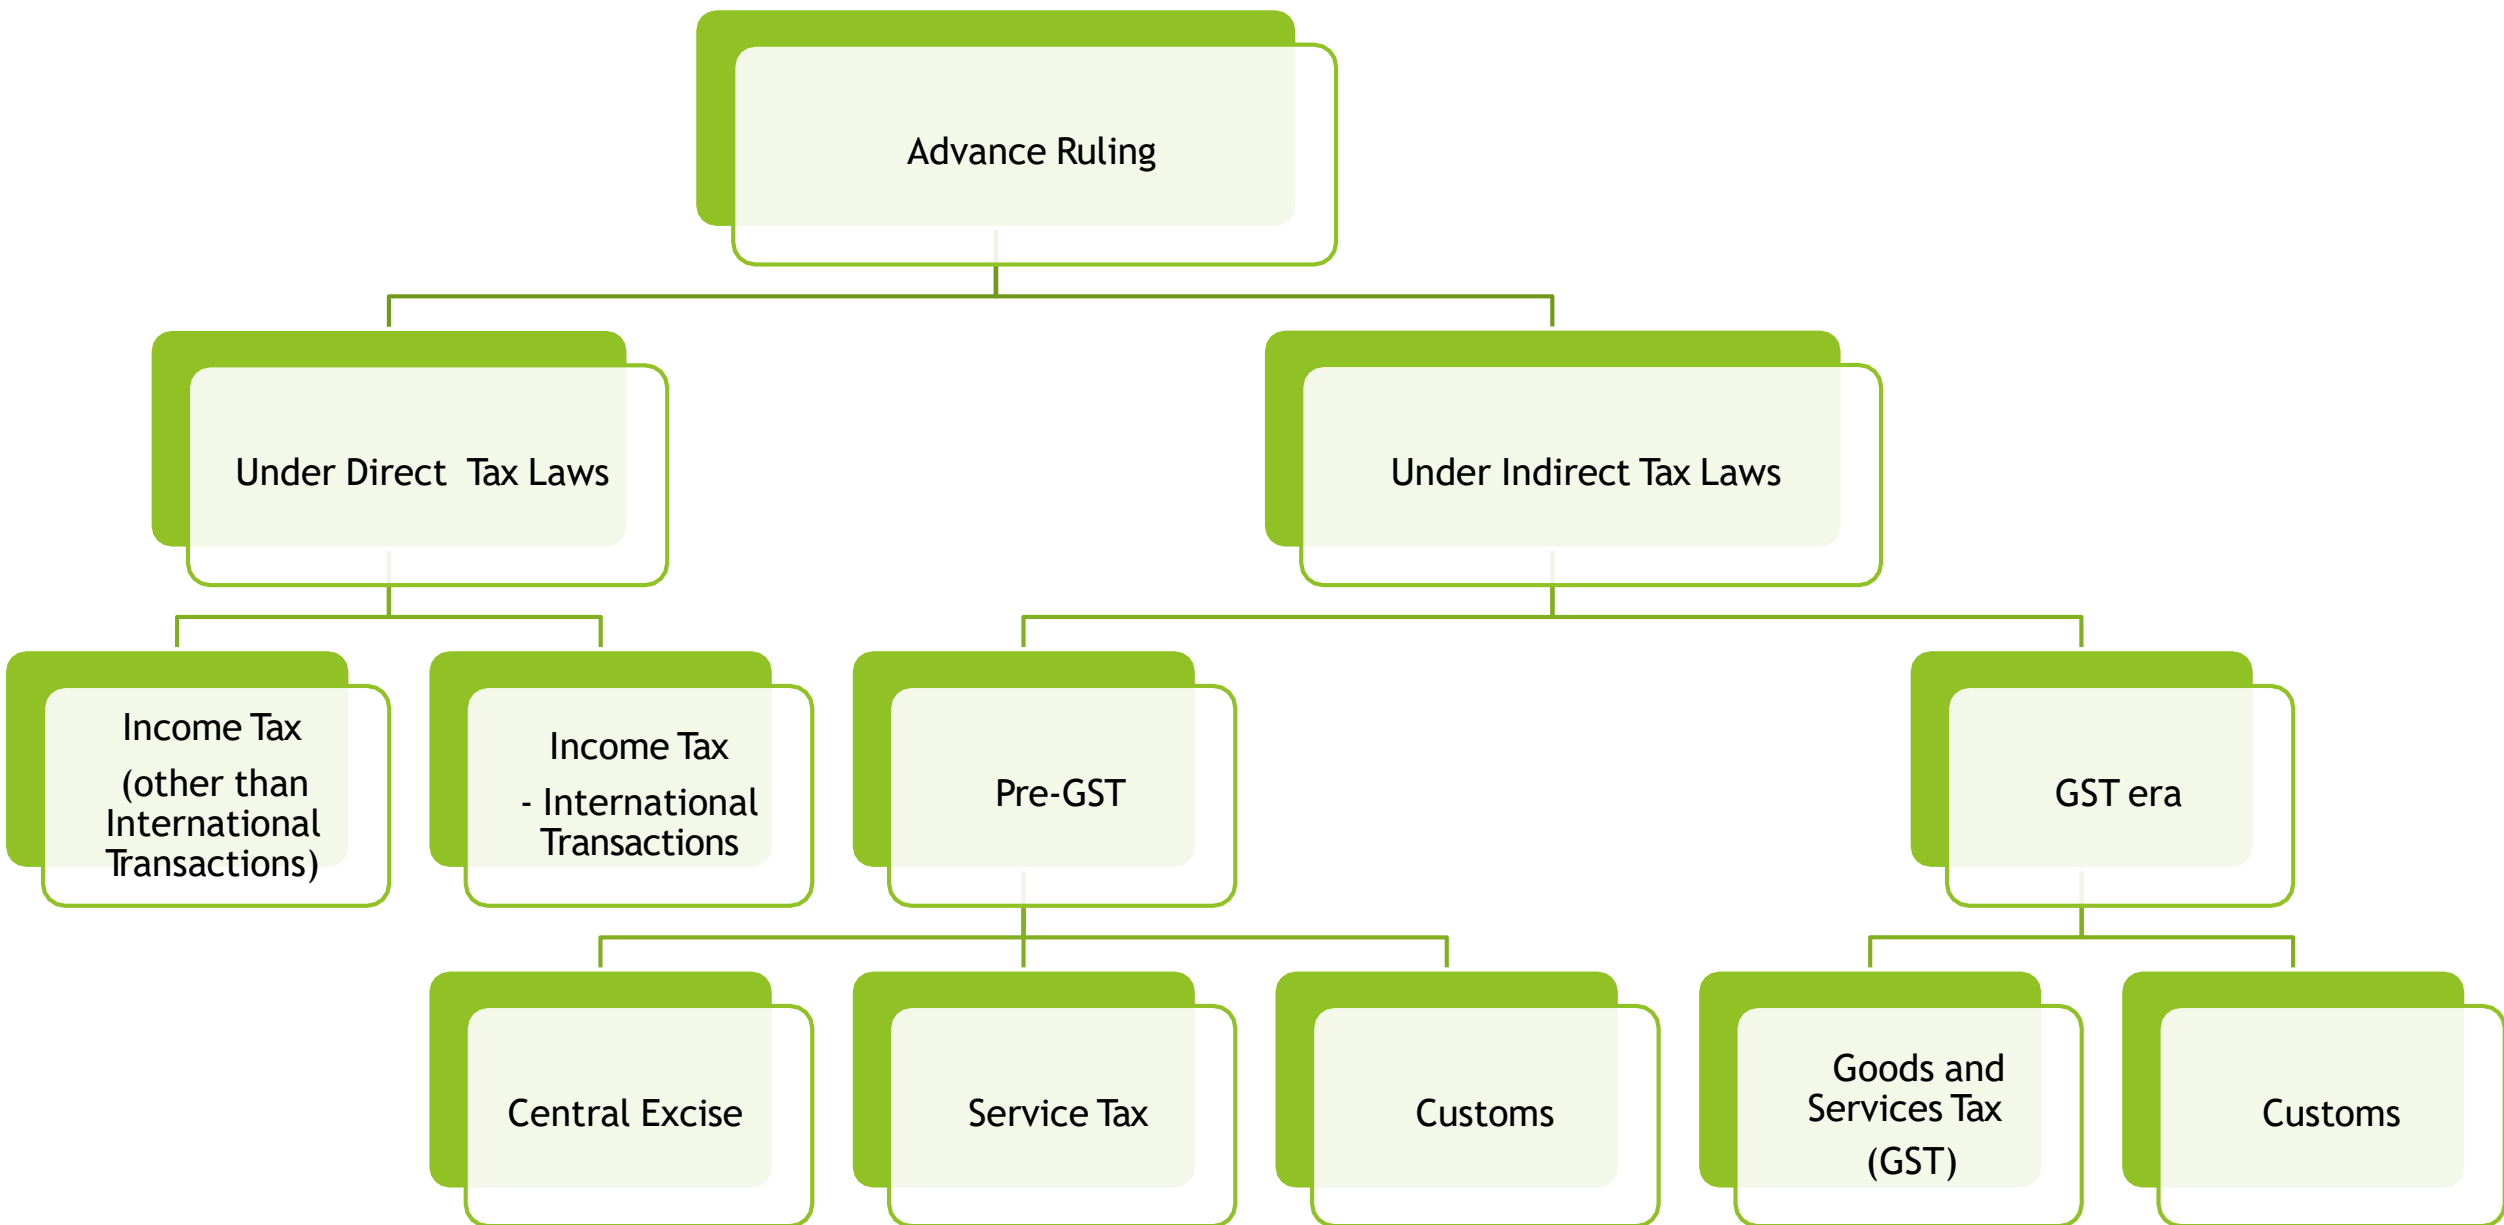 Advance Ruling
Under Direct Tax Laws
Under Indirect Tax Laws
Income Tax
(other than
International
Transactions)
Income Tax
- International
Transactions
Pre-GST
GST era
Central Excise
Service Tax
Customs
Goods and
Services Tax
(GST)
Customs